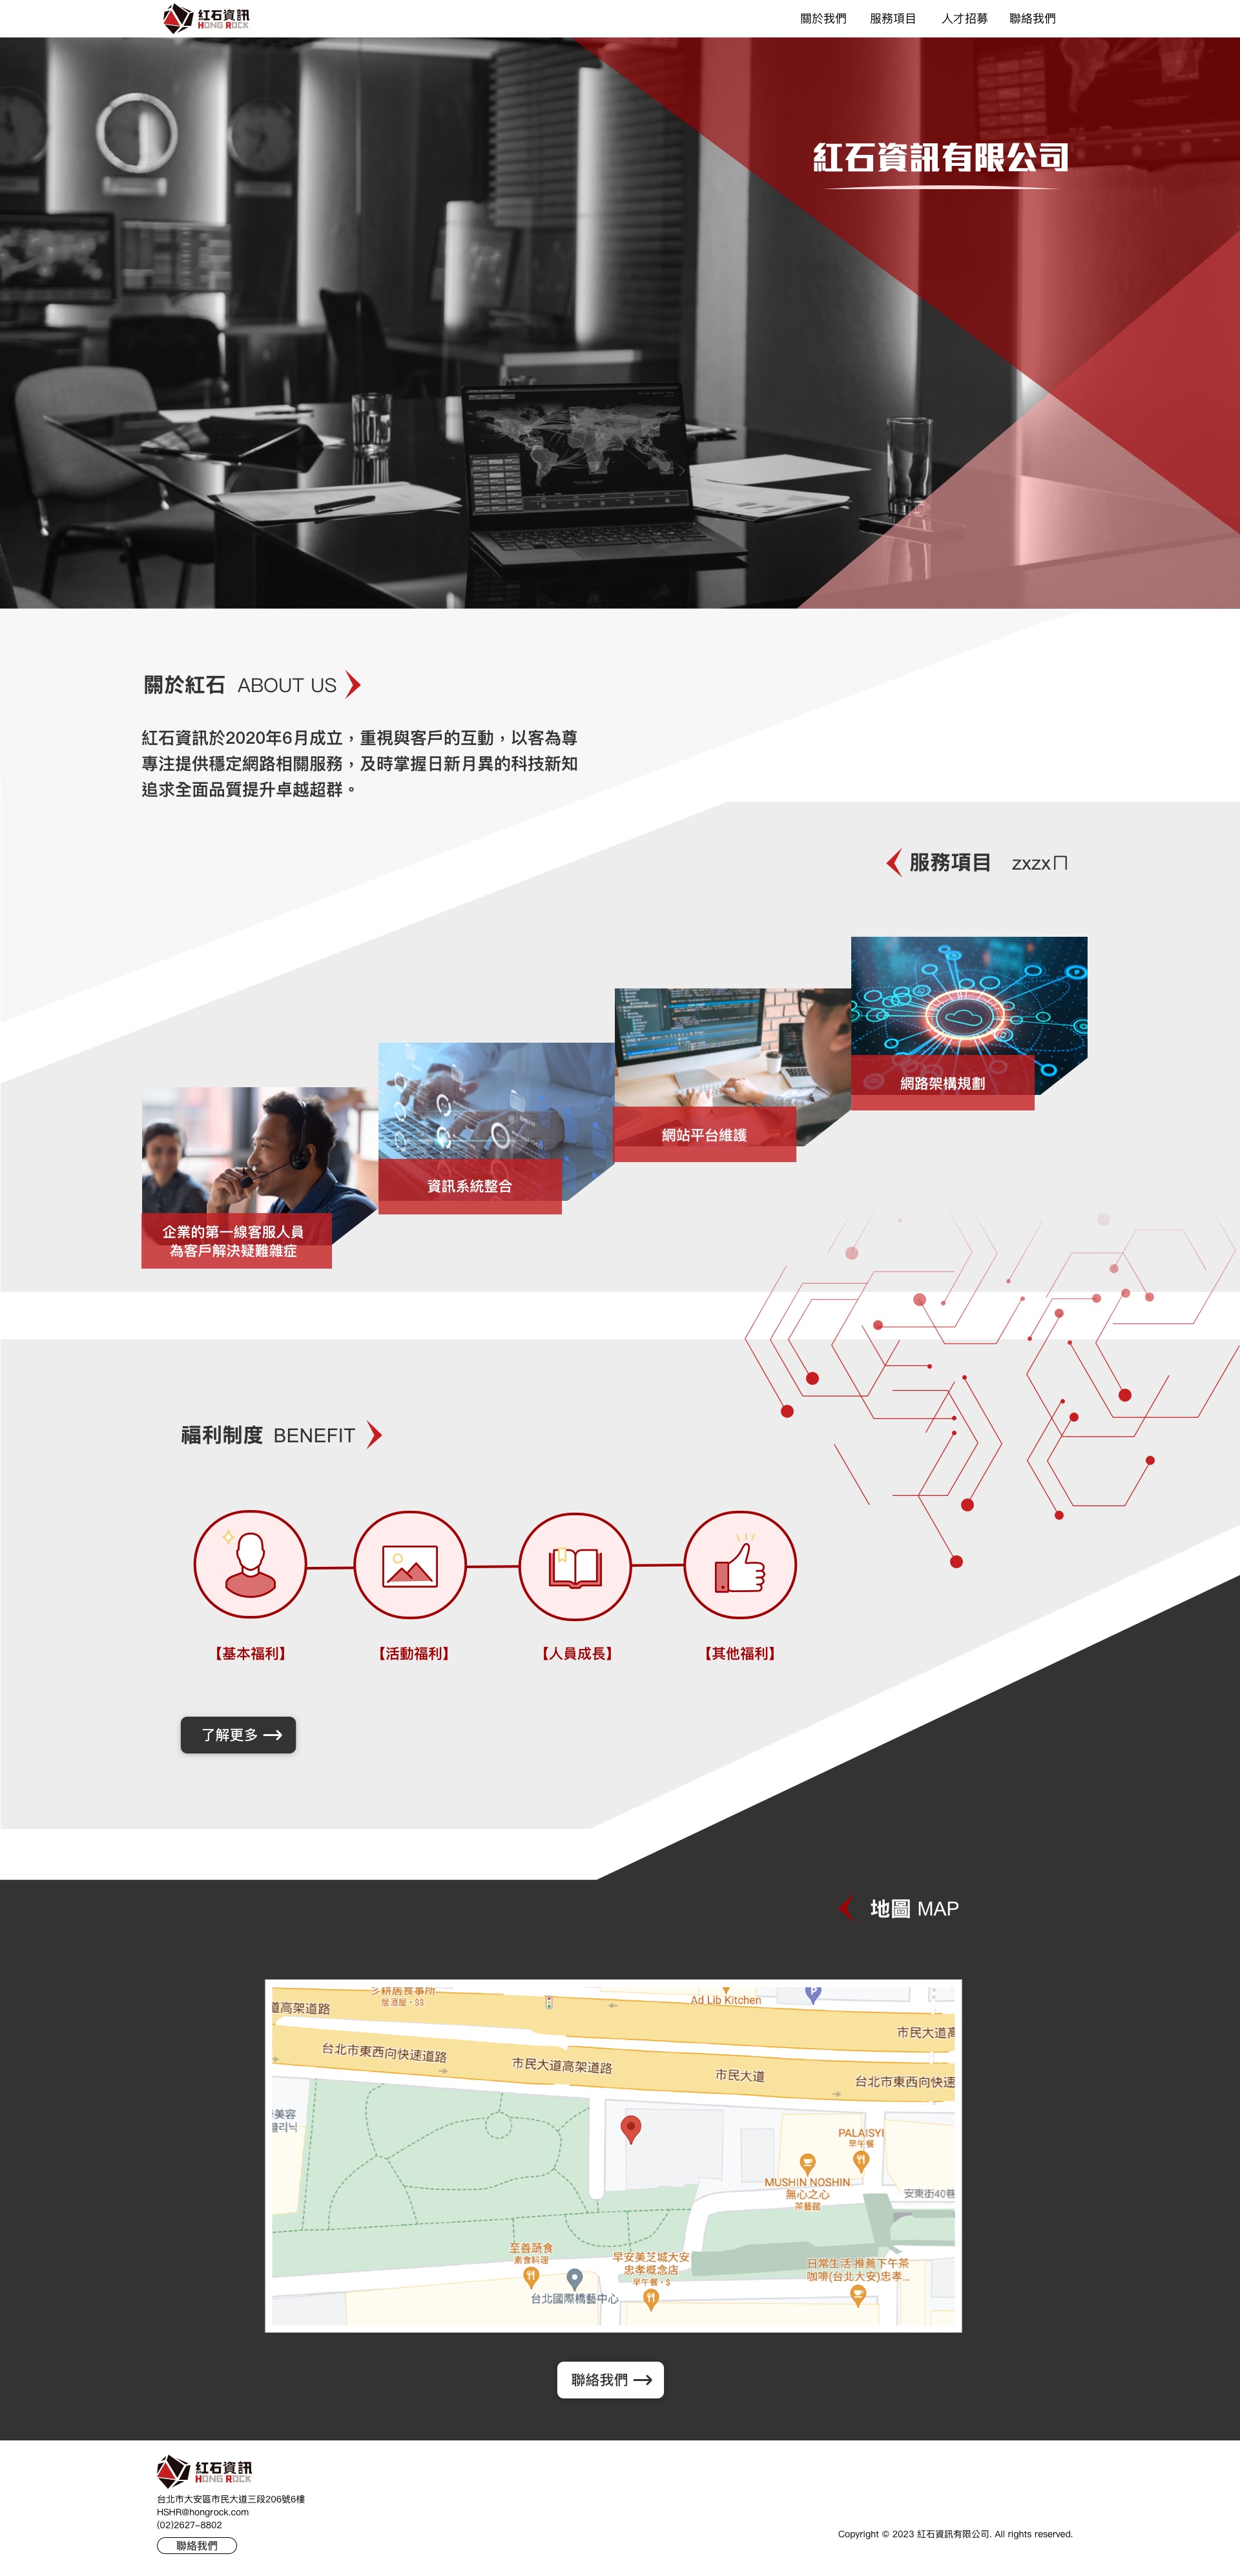 紅石資訊
HONG ROCK
關於我們 服務項目 人才招募 聯絡我們
紅石資訊有限公司
關於紅石 ABOUT US
紅石資訊於2020年6月成立，重視與客戶的互動，以客為尊
專注提供穩定網路相關服務，及時掌握日新月異的科技新知
追求全面品質提升卓越超群。
服務項目 zxzxㄇ
網路架構規劃
網站平台維護
資訊系統整合
企業的第一線客服人員
為客戶解決疑難雜症
福利制度 BENEFIT
【基本福利】 【活動福利】 【人員成長】 【其他福利】
了解更多
地圖 MAP
居酒屋・$$
Ad Lib Kitchen
P
道高架道路
市民大道高
台北市東西向快速道路
市民大道高架道路
市民大道
台北市東西向快速
美容
클리닉
PALAISYI
早午餐
MUSHIN NOSHIN
無心之心
茶藝館
安東街40巷
至善蔬食
素食料理
早安美芝城大安
忠孝概念店
早午餐・$
日常生活 推薦下午茶
咖啡(台北大安)忠孝...
台北國際橋藝中心
聯絡我們
紅石資訊
HONG ROCK
台北市大安區市民大道三段206號6樓
HSHR@hongrock.com
(02)2627-8802
聯絡我們
Copyright © 2023 紅石資訊有限公司. All rights reserved.